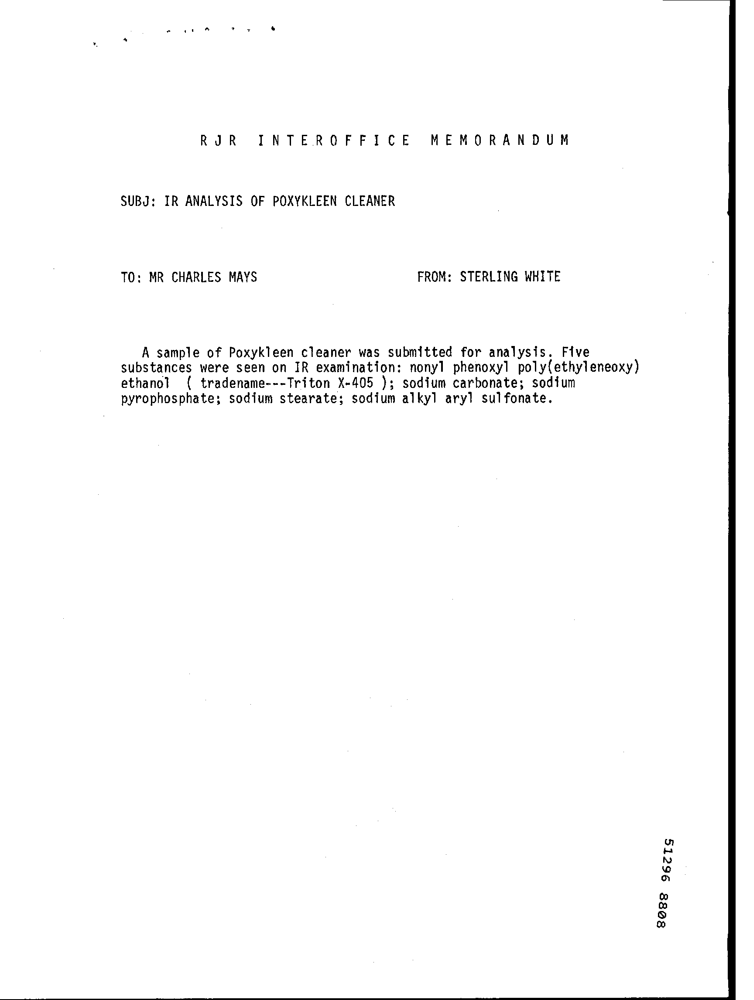 RJR INTEROFFICE MEMORANDUM
SUBJ: IR ANALYSIS OF POXYKLEEN CLEANER
TO: MR CHARLES MAYS FROM: STERLING WHITE
A sample of Poxykleen cleaner was submitted for analysis. Five
substances were seen on IR examination: nonyl phenoxyl poly(ethyleneoxy)
ethanol ( tradename---Triton X-405 ); sodium carbonate; sodium
pyrophosphate; sodium stearate; sodium alkyl aryl sulfonate.
51296 8808